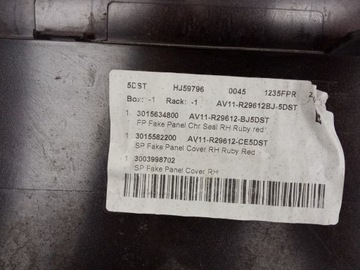 5DST HJ59796 0045 1235FPR
Box: -1 Rack: -1 AV11-R29612BJ-5DST
1 3015634800 AV11-R29612-BJ5DST
FP Fake Panel Chr Seal RH Ruby red
1 3015582200 AV11-R29612-CE5DST
SP Fake Panel Cover RH Ruby Red
1 3003998702
SP Fake Panel Cover RH